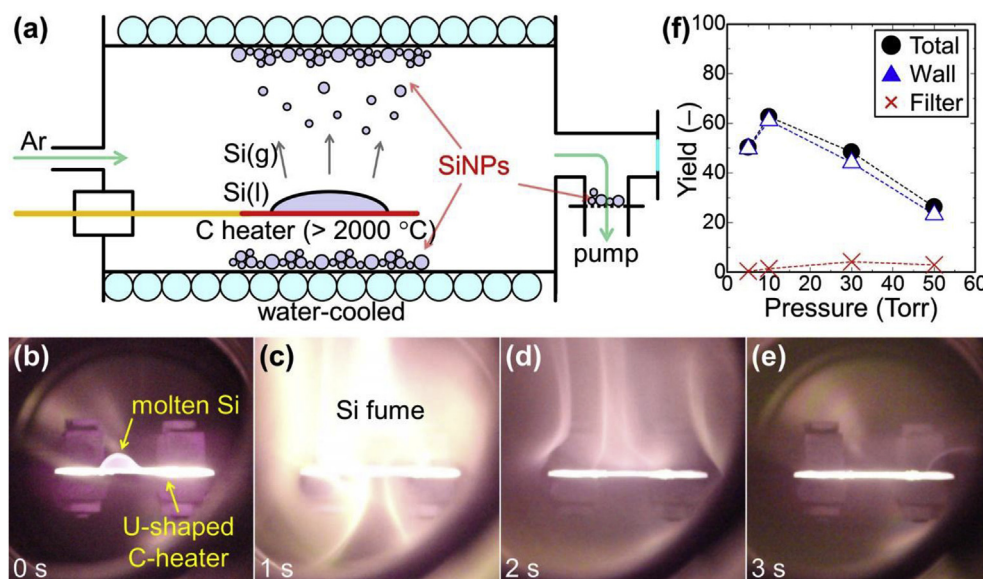 (a)
Ar
Si(g)
Si(l)
SiNPs
C heater (> 2000 °C)
pump
water-cooled
(f)
100
80
60
40
20
0
Yield (–)
Total
Wall
Filter
0 10 20 30 40 50 60
Pressure (Torr)
(b)
molten Si
U-shaped
C-heater
0 s
(c)
Si fume
1 s
(d)
2 s
(e)
3 s